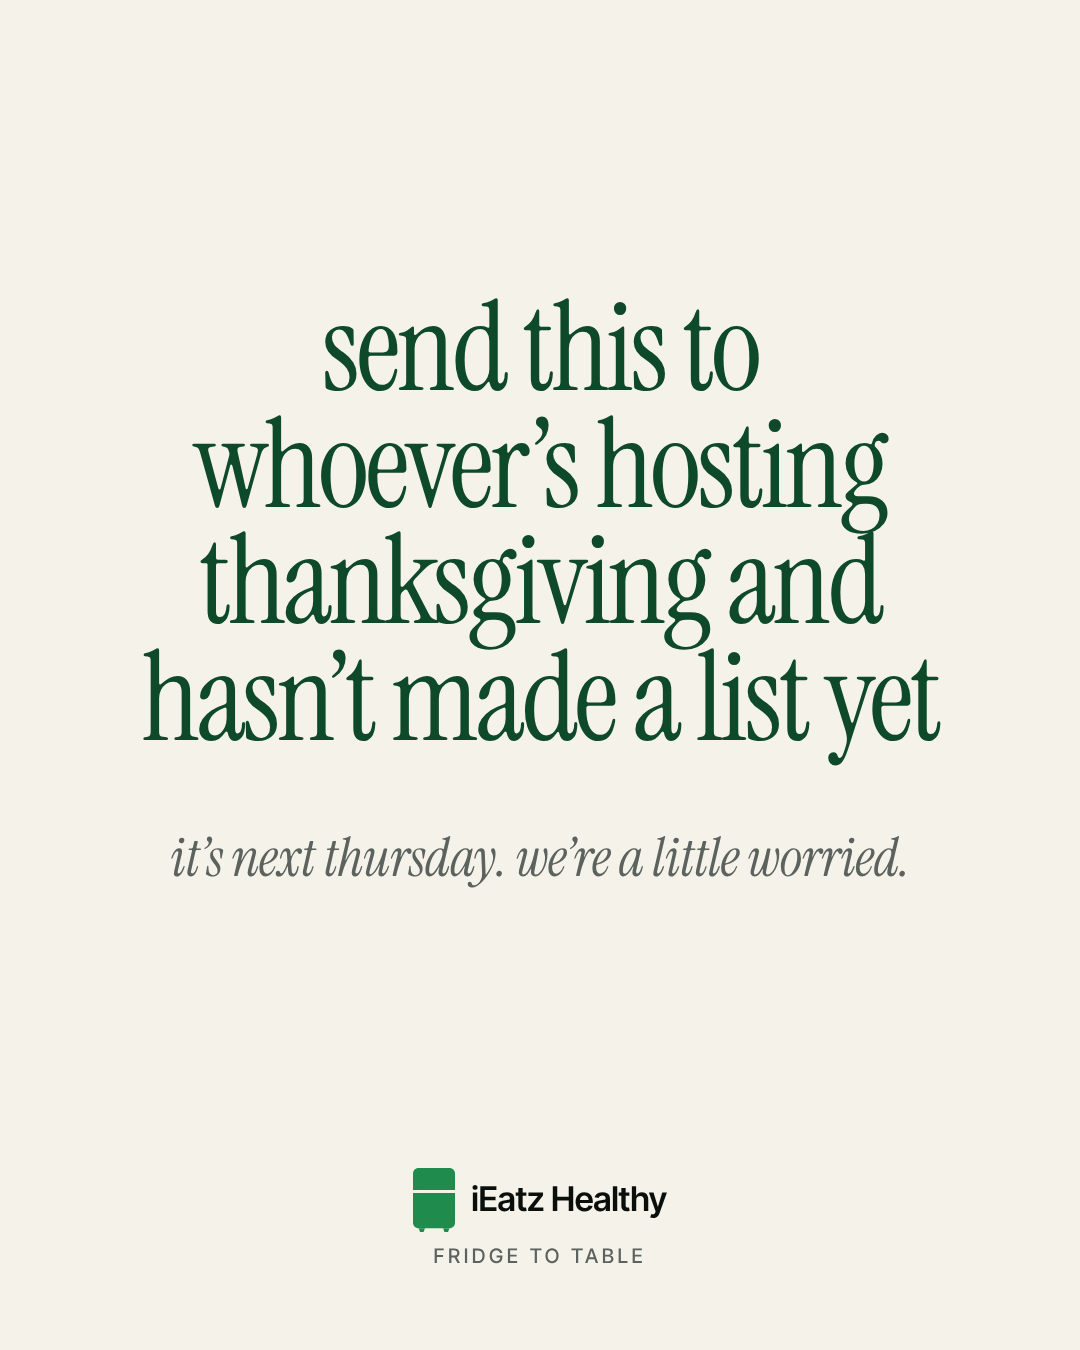 send this to
whoever’s hosting
thanksgiving and
hasn’t made a list yet
it’s next thursday. we’re a little worried.
iEatz Healthy
FRIDGE TO TABLE